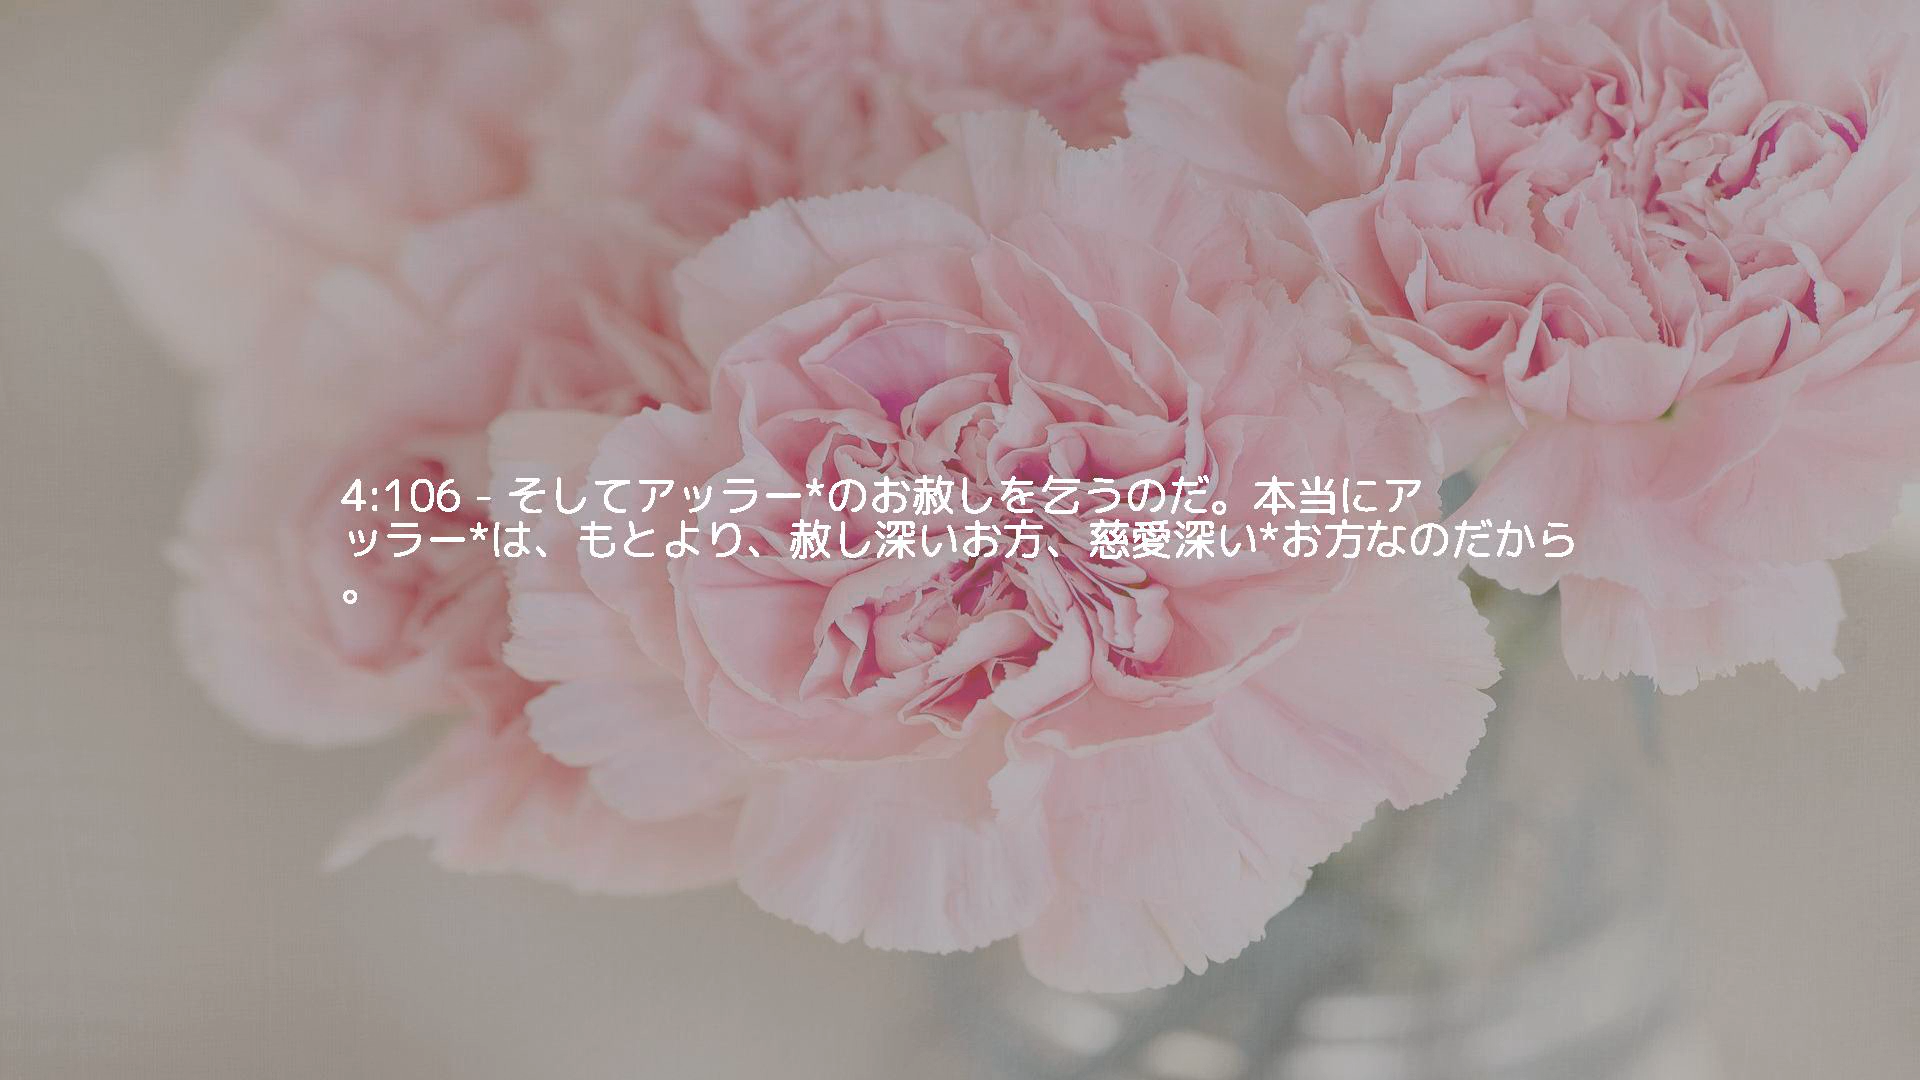 4:106 - そしてアッラー*のお赦しを乞うのだ。本当にア
ッラー*は、もとより、赦し深いお方、慈愛深い*お方なのだから
。